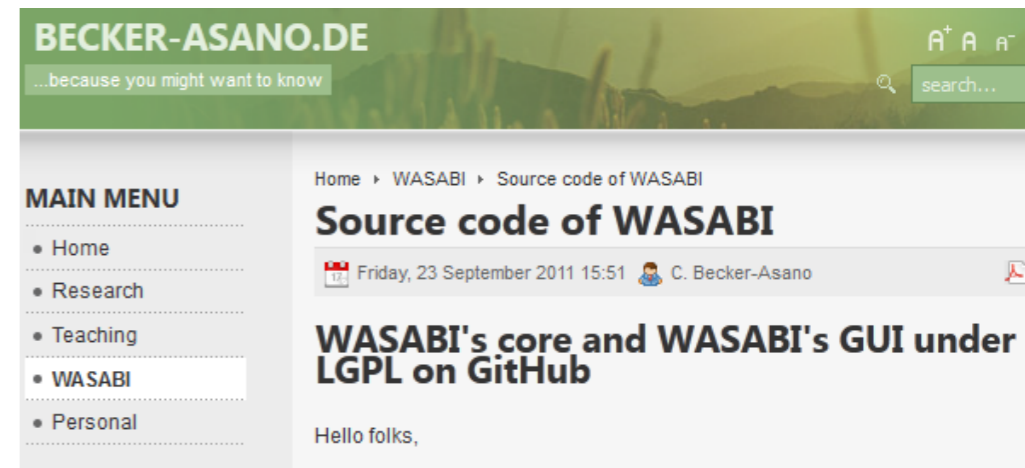 BECKER-ASANO.DE
...because you might want to know
A+ A A-
search...
MAIN MENU
Home
Research
Teaching
WASABI
Personal
Home ▸ WASABI ▸ Source code of WASABI
Source code of WASABI
Friday, 23 September 2011 15:51 C. Becker-Asano
WASABI's core and WASABI's GUI under
LGPL on GitHub
Hello folks,